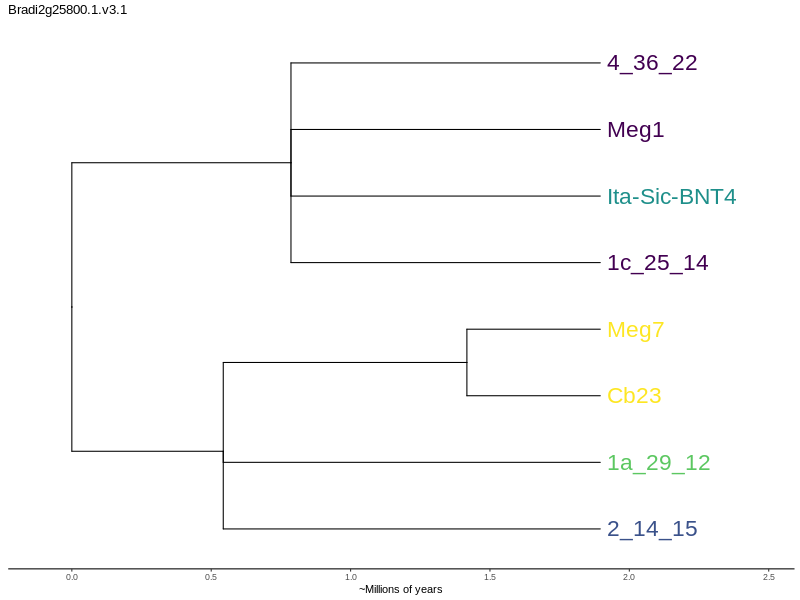 Bradi2g25800.1.v3.1
4_36_22
Meg1
Ita-Sic-BNT4
1c_25_14
Meg7
Cb23
1a_29_12
2_14_15
0.0 0.5 1.0 1.5 2.0 2.5
~Millions of years